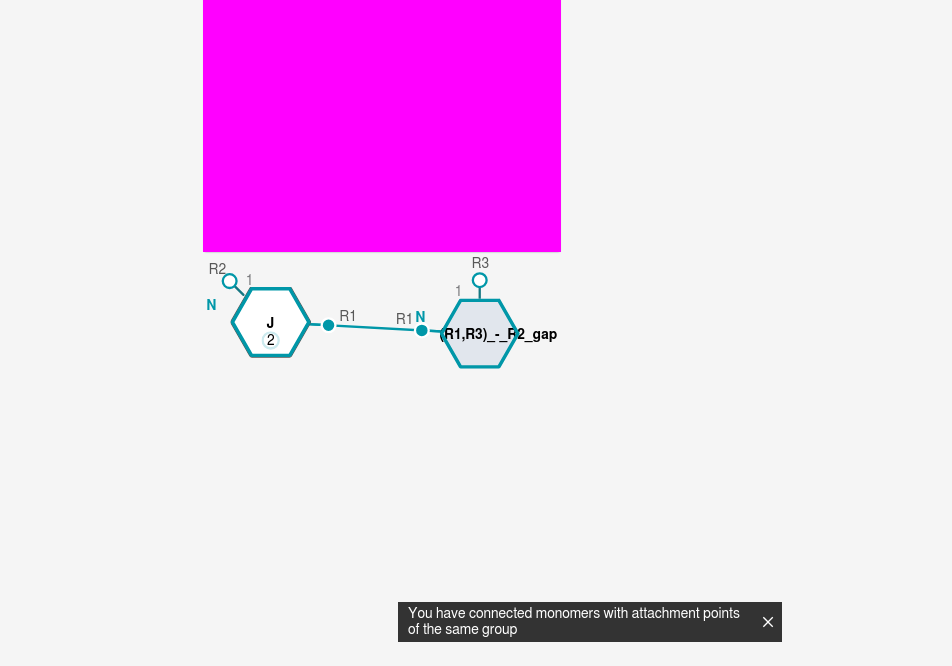 R3
R2
1
1
N
R1
R1
N
J
2
(R1,R3)_-_R2_gap
You have connected monomers with attachment points
of the same group